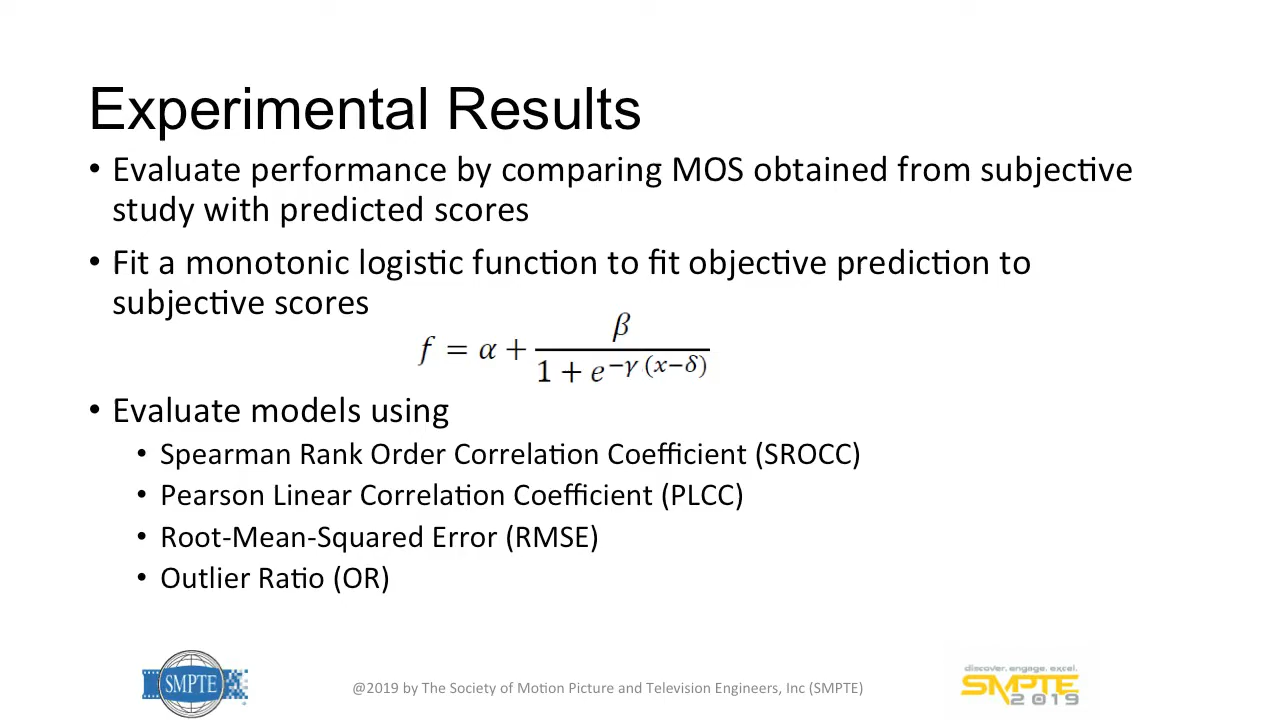 Experimental Results
• Evaluate performance by comparing MOS obtained from subjective
study with predicted scores
• Fit a monotonic logistic function to fit objective prediction to
subjective scores
f = α + β / (1 + e^{−γ (x−δ)})
• Evaluate models using
• Spearman Rank Order Correlation Coefficient (SROCC)
• Pearson Linear Correlation Coefficient (PLCC)
• Root-Mean-Squared Error (RMSE)
• Outlier Ratio (OR)
SMPTE
@2019 by The Society of Motion Picture and Television Engineers, Inc (SMPTE)
discover. engage. excel.
SMPTE
2019